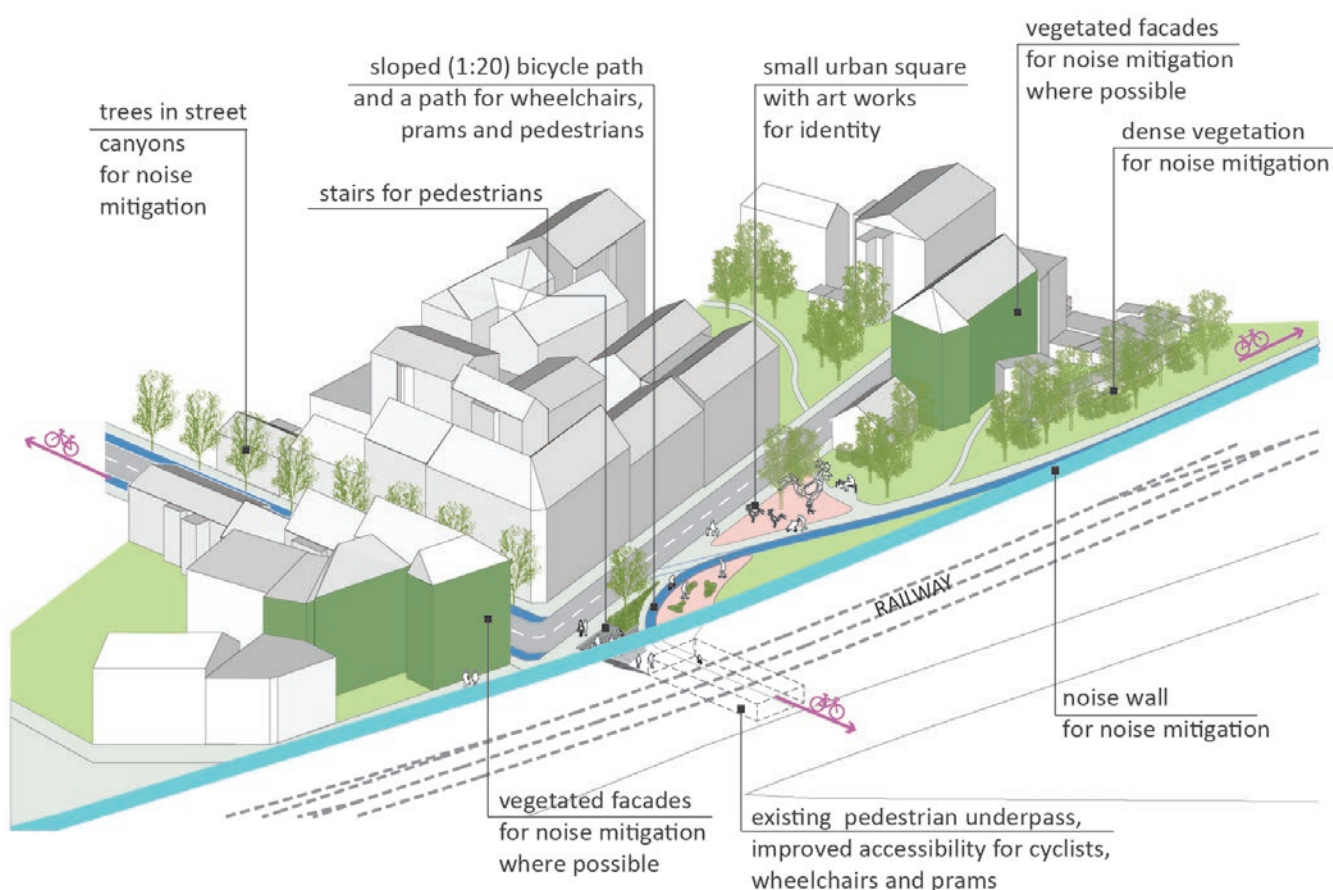 trees in street
canyons
for noise
mitigation
sloped (1:20) bicycle path
and a path for wheelchairs,
prams and pedestrians
stairs for pedestrians
small urban square
with art works
for identity
vegetated facades
for noise mitigation
where possible
dense vegetation
for noise mitigation
RAILWAY
noise wall
for noise mitigation
vegetated facades
for noise mitigation
where possible
existing pedestrian underpass,
improved accessibility for cyclists,
wheelchairs and prams